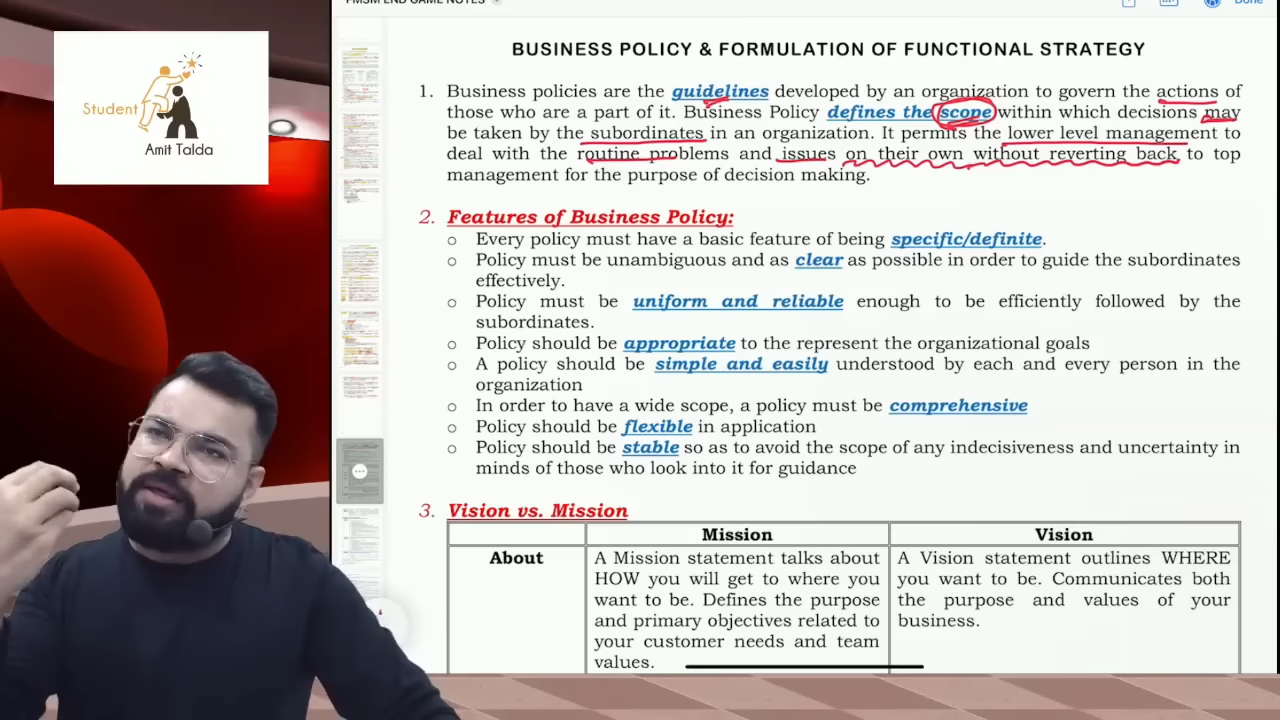 FMSM END GAME NOTES
Done
Student
Amit Talda
BUSINESS POLICY & FORMULATION OF FUNCTIONAL STRATEGY
1. Business policies are the guidelines developed by an organization to govern the actions of
those who are a part of it. Business policy defines the scope within which decisions can
be taken by the subordinates in an organization. It permits the lower level management to
deal with the routine problems and issues on their own without reverting back to top
management for the purpose of decision making.
2. Features of Business Policy:
o Every policy must have a basic feature of being specific/definite.
Policy must be unambiguous and as clear as possible in order to guide the subordinates
effectively.
Policy must be uniform and suitable enough to be efficiently followed by the
subordinates.
Policy should be appropriate to the represent the organizational goals
o A policy should be simple and easily understood by each and every person in the
organization
o In order to have a wide scope, a policy must be comprehensive
o Policy should be flexible in application
o Policy should be stable so as to avoid the scope of any indecisiveness and uncertainty in
minds of those who look into it for guidance
3. Vision vs. Mission
Mission Vision
About A Mission statement talks about A Vision statement outlines WHERE
HOW you will get to where you you want to be. Communicates both
want to be. Defines the purpose the purpose and values of your
and primary objectives related to business.
your customer needs and team
values.